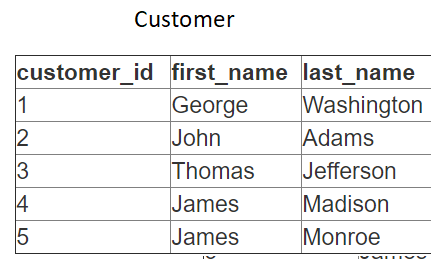 Customer
customer_id first_name last_name
1 George Washington
2 John Adams
3 Thomas Jefferson
4 James Madison
5 James Monroe